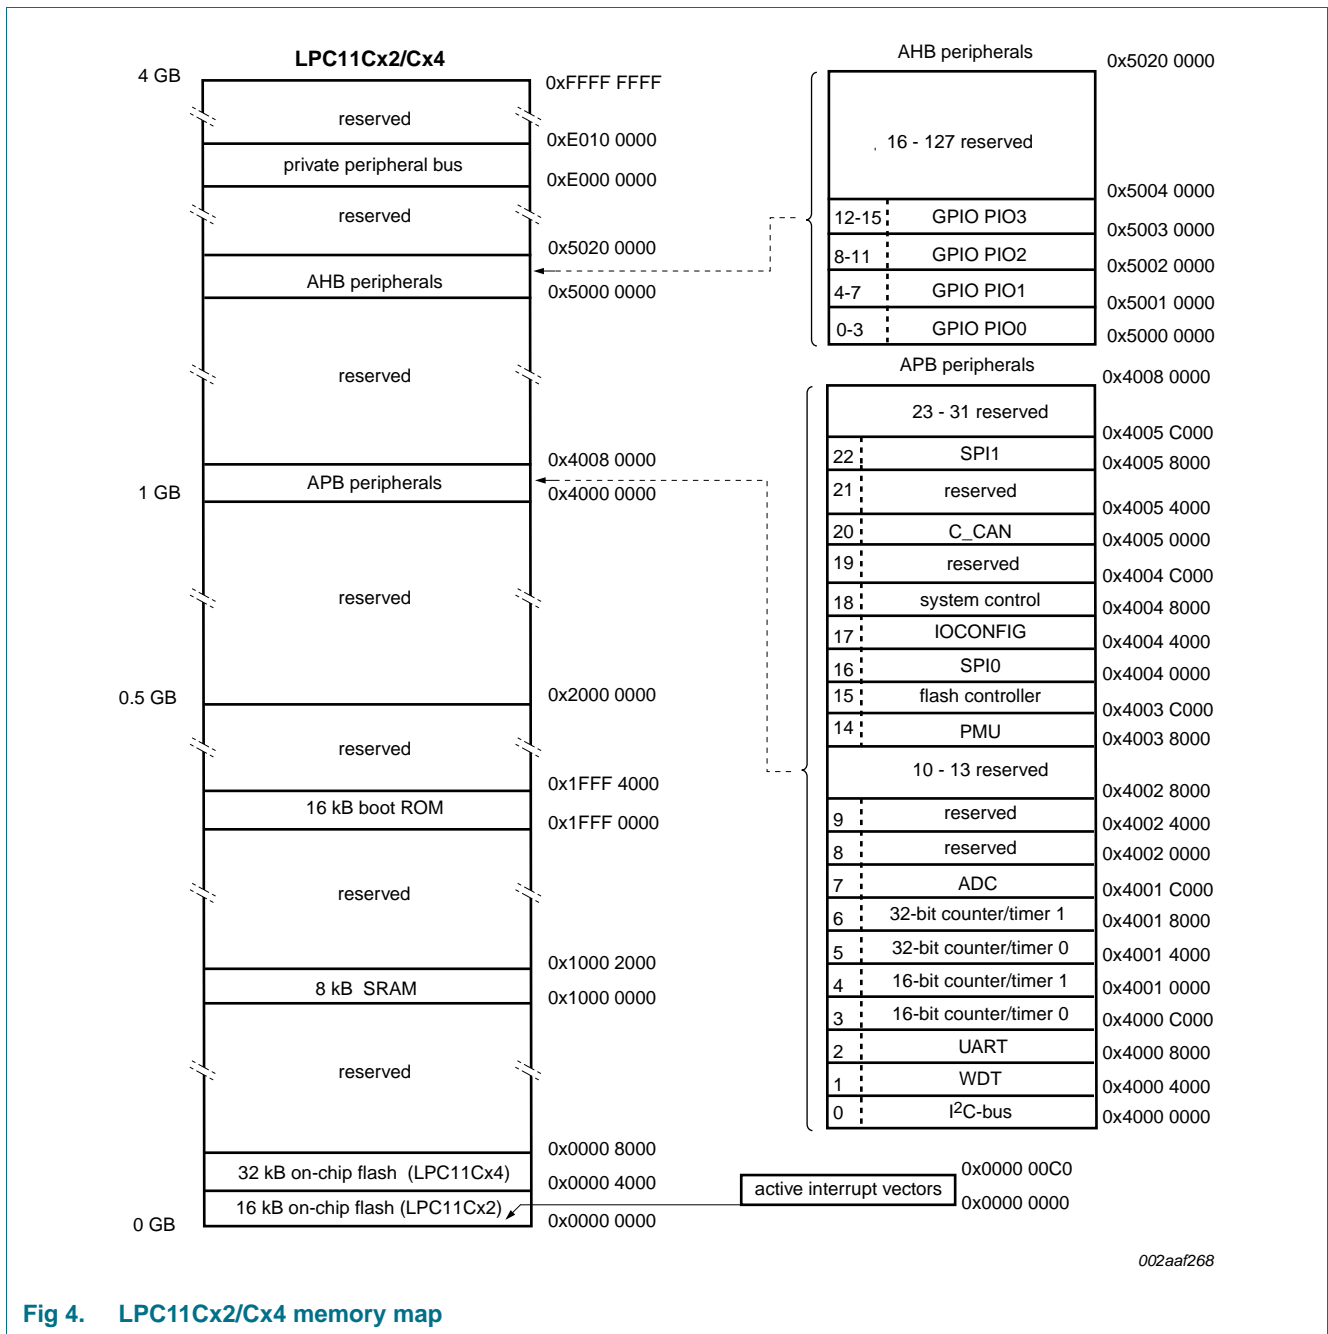 LPC11Cx2/Cx4
4 GB
0xFFFF FFFF
reserved
0xE010 0000
private peripheral bus
0xE000 0000
reserved
0x5020 0000
AHB peripherals
0x5000 0000
reserved
0x4008 0000
APB peripherals
1 GB
0x4000 0000
reserved
0x2000 0000
0.5 GB
reserved
0x1FFF 4000
16 kB boot ROM
0x1FFF 0000
reserved
0x1000 2000
8 kB SRAM
0x1000 0000
reserved
0x0000 8000
32 kB on-chip flash (LPC11Cx4)
0x0000 4000
16 kB on-chip flash (LPC11Cx2)
0 GB
0x0000 0000
AHB peripherals
0x5020 0000
16 - 127 reserved
0x5004 0000
12-15 GPIO PIO3
0x5003 0000
8-11 GPIO PIO2
0x5002 0000
4-7 GPIO PIO1
0x5001 0000
0-3 GPIO PIO0
0x5000 0000
APB peripherals
0x4008 0000
23 - 31 reserved
0x4005 C000
22 SPI1
0x4005 8000
21 reserved
0x4005 4000
20 C_CAN
0x4005 0000
19 reserved
0x4004 C000
18 system control
0x4004 8000
17 IOCONFIG
0x4004 4000
16 SPI0
0x4004 0000
15 flash controller
0x4003 C000
14 PMU
0x4003 8000
10 - 13 reserved
0x4002 8000
9 reserved
0x4002 4000
8 reserved
0x4002 0000
7 ADC
0x4001 C000
6 32-bit counter/timer 1
0x4001 8000
5 32-bit counter/timer 0
0x4001 4000
4 16-bit counter/timer 1
0x4001 0000
3 16-bit counter/timer 0
0x4000 C000
2 UART
0x4000 8000
1 WDT
0x4000 4000
0 I2C-bus
0x4000 0000
0x0000 00C0
active interrupt vectors
0x0000 0000
002aaf268
Fig 4. LPC11Cx2/Cx4 memory map